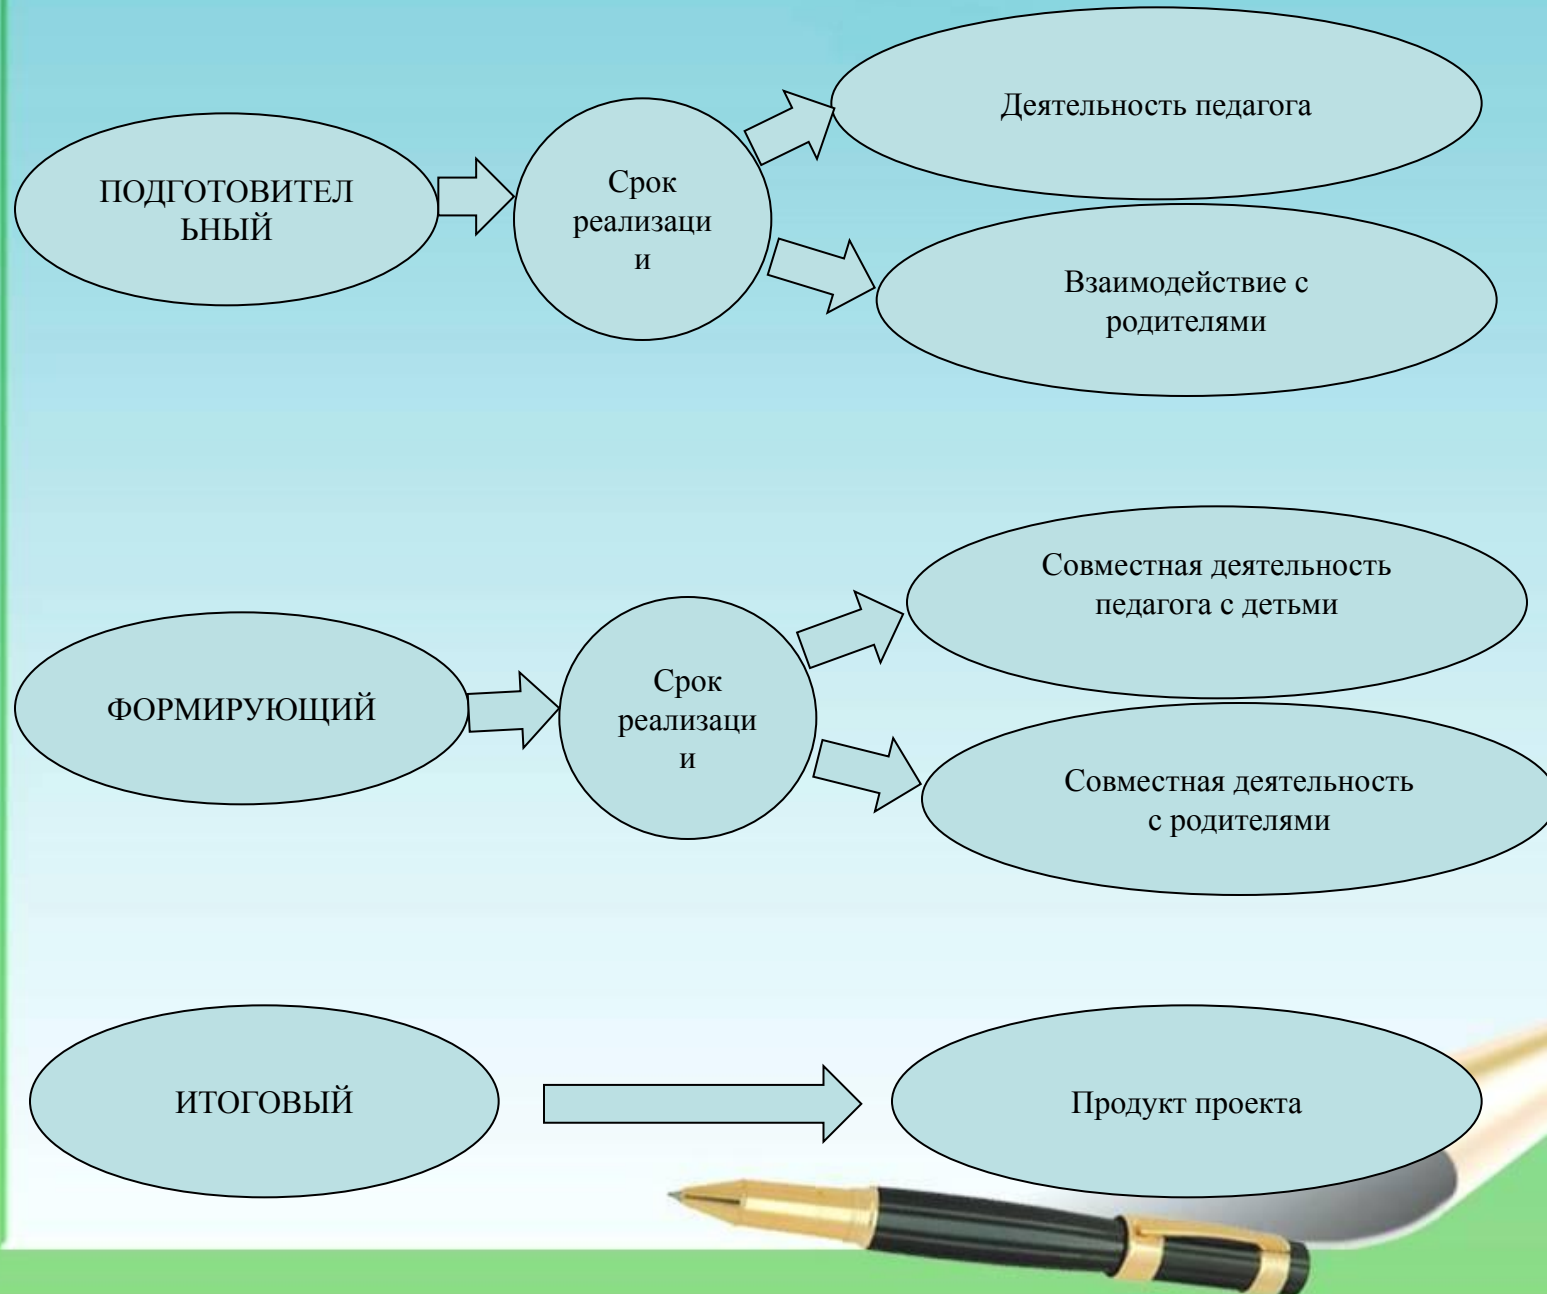 Деятельность педагога
ПОДГОТОВИТЕЛ
ЬНЫЙ
Срок
реализаци
и
Взаимодействие с
родителями
Совместная деятельность
педагога с детьми
ФОРМИРУЮЩИЙ
Срок
реализаци
и
Совместная деятельность
с родителями
ИТОГОВЫЙ
Продукт проекта